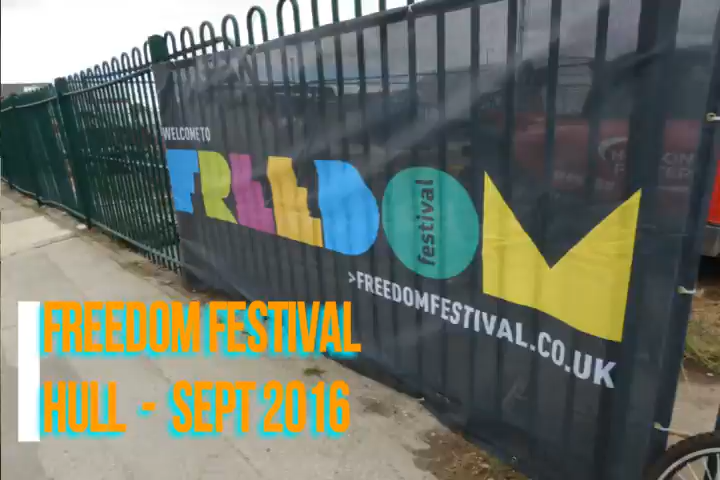 WELCOME TO
FREEDOM
festival
>FREEDOMFESTIVAL.CO.UK
FREEDOM FESTIVAL
HULL - SEPT 2016